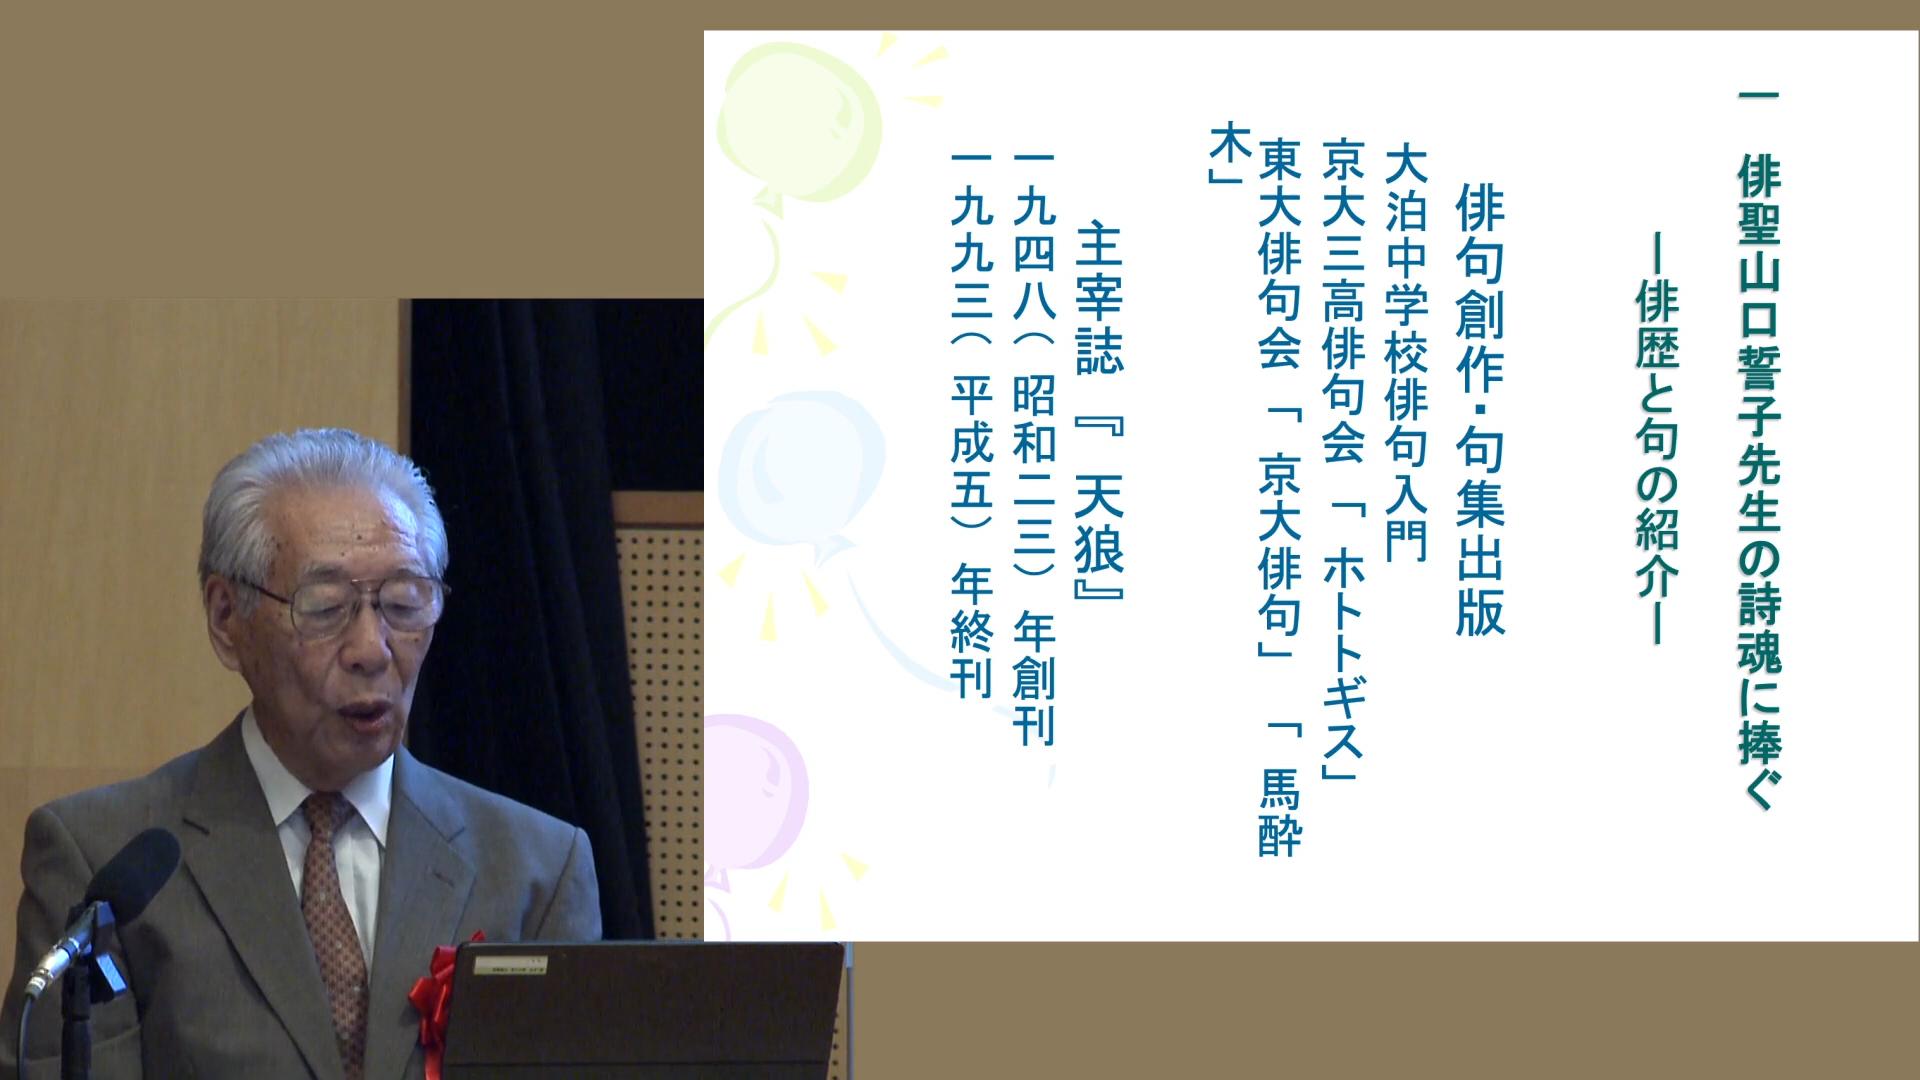 一 俳聖山口誓子先生の詩魂に捧ぐ
ー俳歴と句の紹介ー
俳句創作・句集出版
大泊中学校俳句入門
京大三高俳句会「ホトトギス」
東大俳句会「京大俳句」「馬酔
木」
主宰誌『天狼』
一九四八(昭和二三)年創刊
一九九三(平成五)年終刊